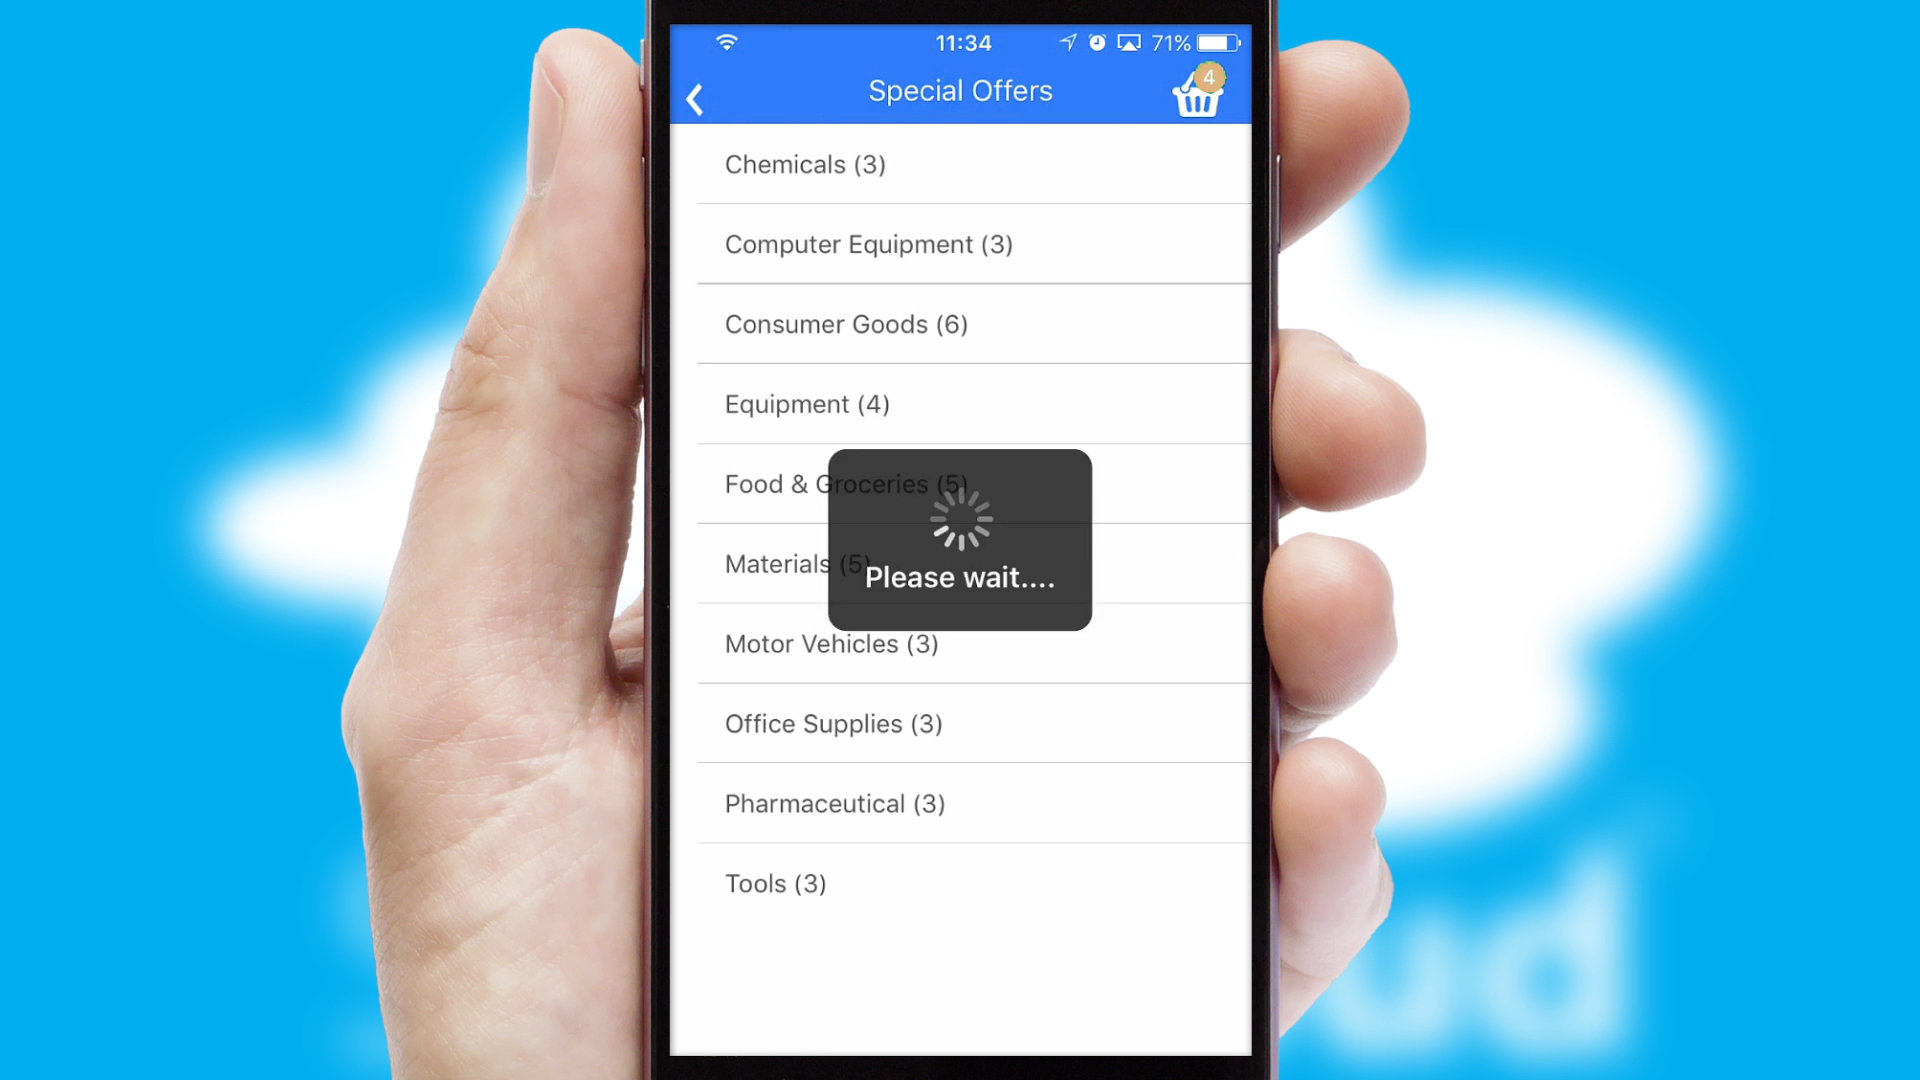 11:34
71%
Special Offers
4
Chemicals (3)
Computer Equipment (3)
Consumer Goods (6)
Equipment (4)
Food & Groceries (5)
Materials (5)
Please wait....
Motor Vehicles (3)
Office Supplies (3)
Pharmaceutical (3)
Tools (3)
ud